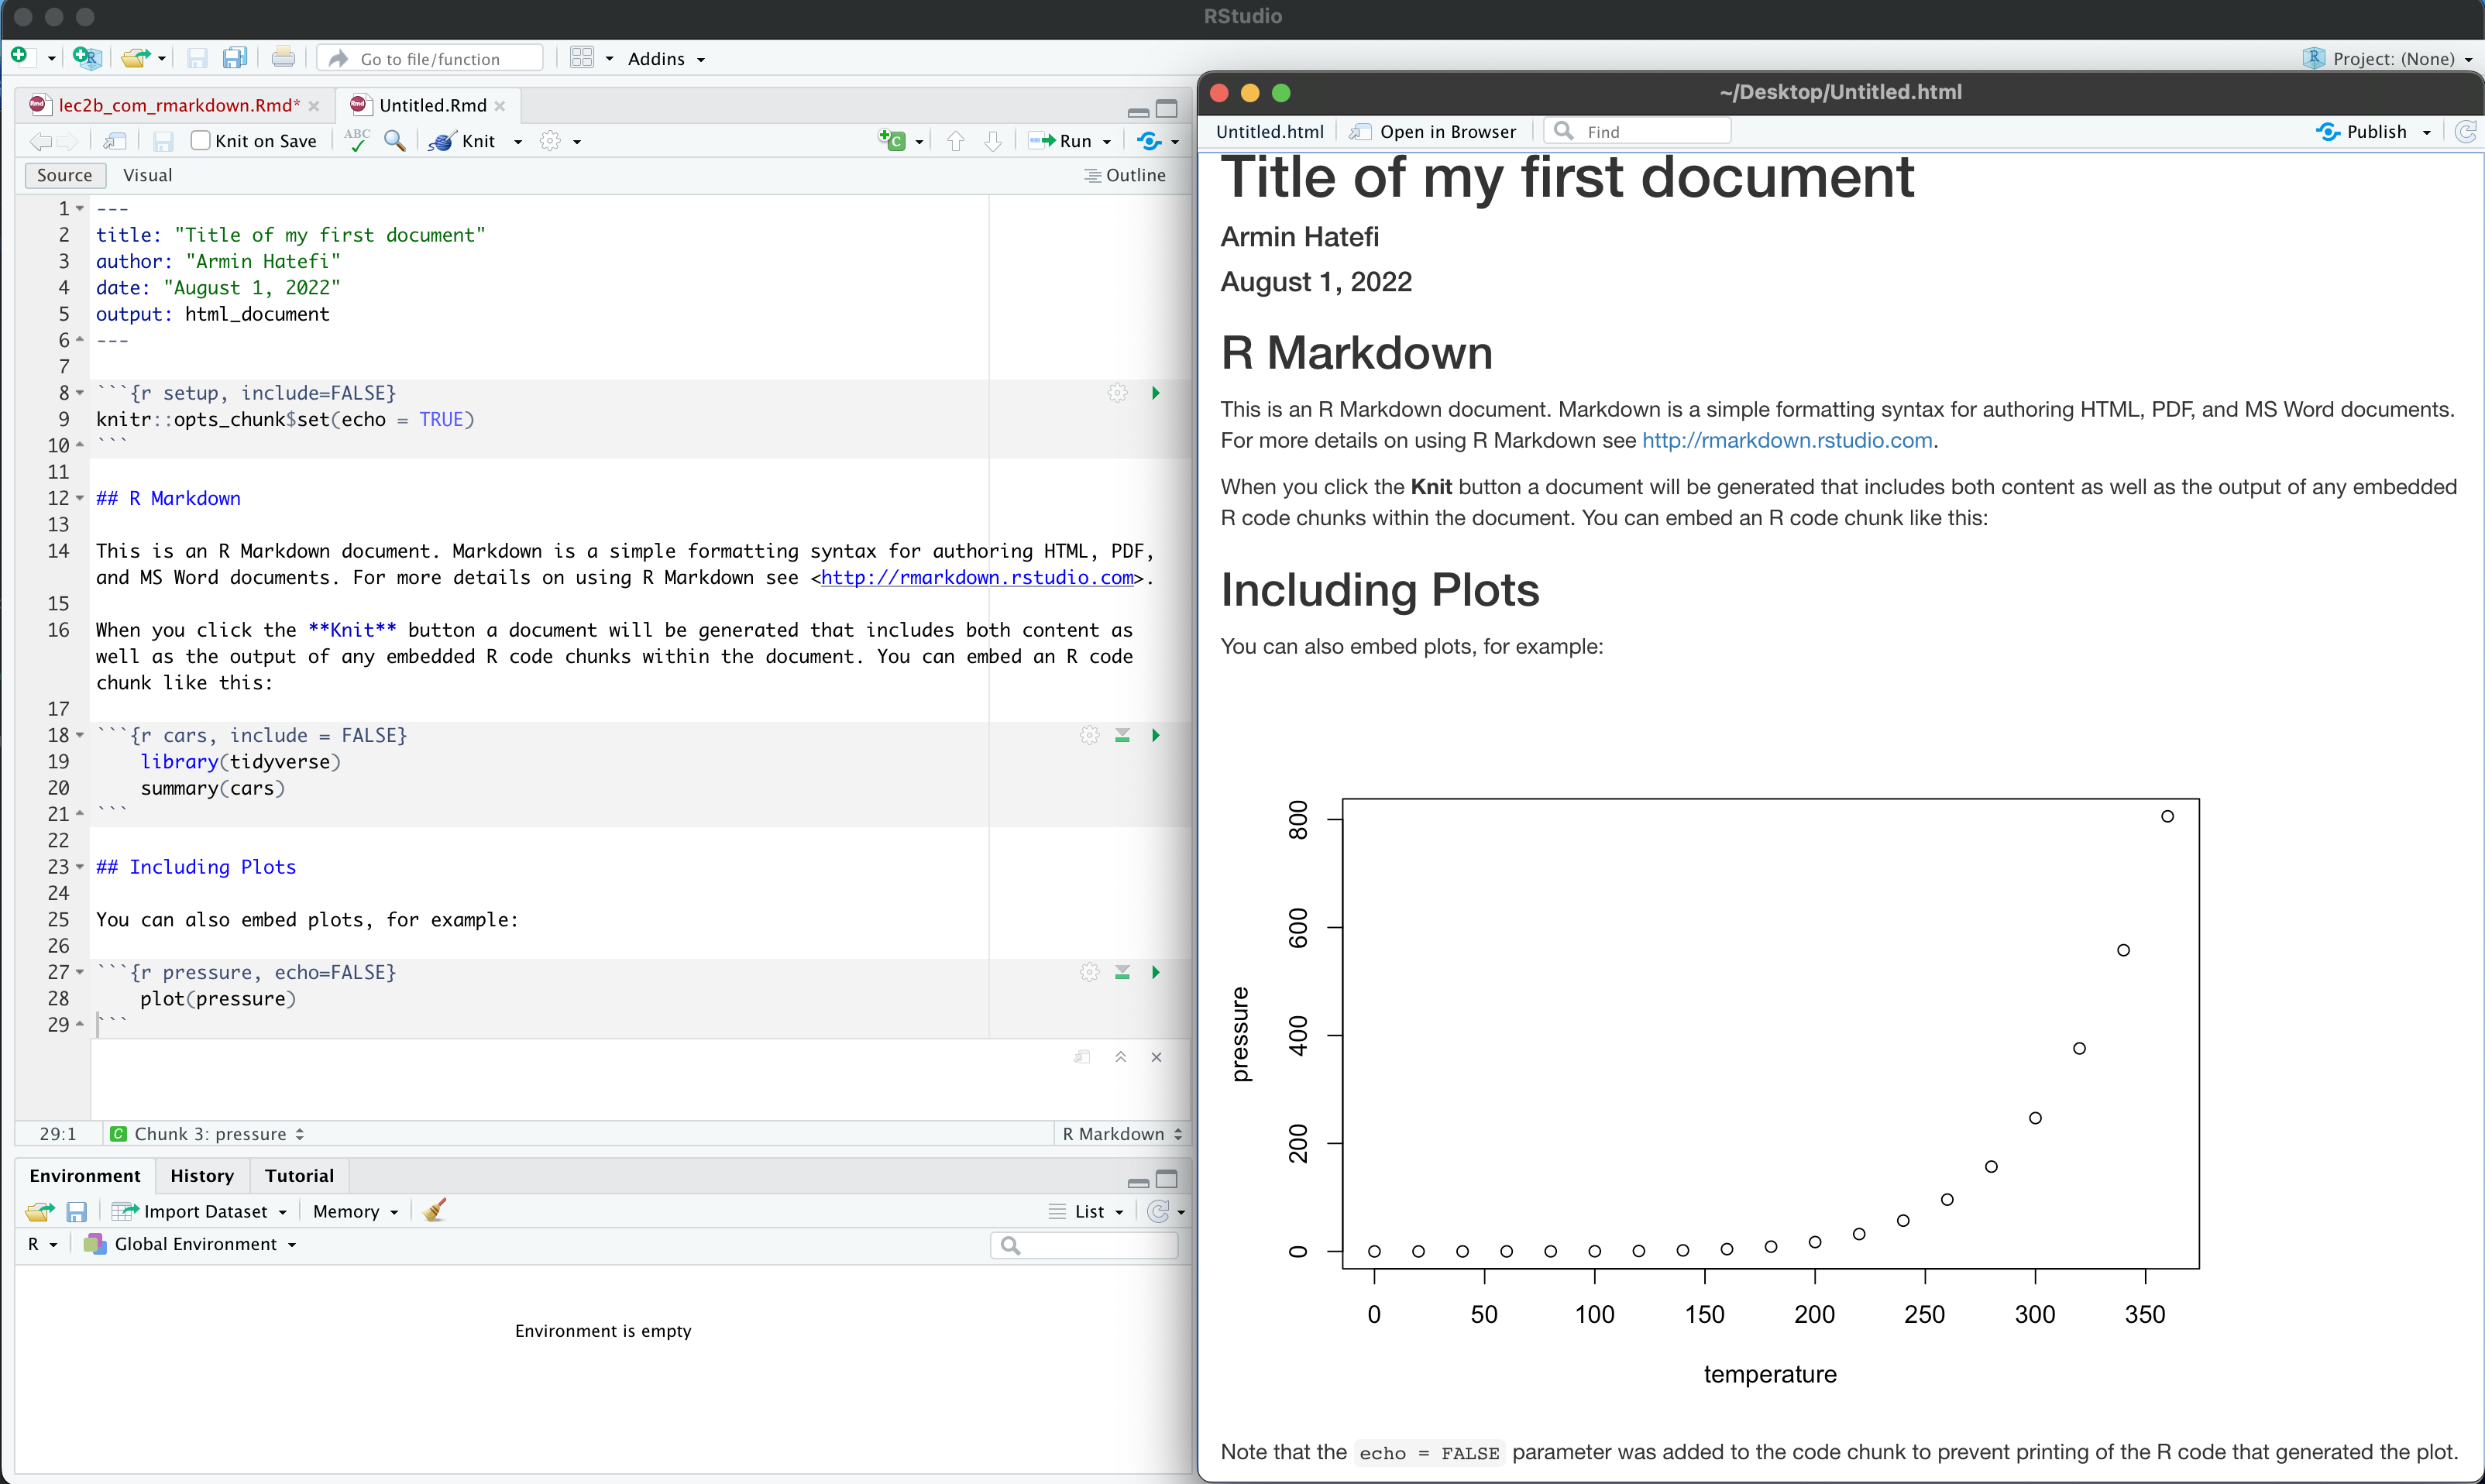 RStudio
Go to file/function
Addins
Project: (None)
lec2b_com_rmarkdown.Rmd*
Untitled.Rmd
Knit on Save
ABC
Knit
Run
Source
Visual
Outline
1 ---
2 title: "Title of my first document"
3 author: "Armin Hatefi"
4 date: "August 1, 2022"
5 output: html_document
6 ---
7
8 ```{r setup, include=FALSE}
9 knitr::opts_chunk$set(echo = TRUE)
10 ```
11
12 ## R Markdown
13
14 This is an R Markdown document. Markdown is a simple formatting syntax for authoring HTML, PDF,
and MS Word documents. For more details on using R Markdown see <http://rmarkdown.rstudio.com>.
15
16 When you click the **Knit** button a document will be generated that includes both content as
well as the output of any embedded R code chunks within the document. You can embed an R code
chunk like this:
17
18 ```{r cars, include = FALSE}
19 library(tidyverse)
20 summary(cars)
21 ```
22
23 ## Including Plots
24
25 You can also embed plots, for example:
26
27 ```{r pressure, echo=FALSE}
28 plot(pressure)
29 ```
29:1
C Chunk 3: pressure
R Markdown
Environment
History
Tutorial
Import Dataset
Memory
List
R
Global Environment
Environment is empty
~/Desktop/Untitled.html
Untitled.html
Open in Browser
Find
Publish
Title of my first document
Armin Hatefi
August 1, 2022
R Markdown
This is an R Markdown document. Markdown is a simple formatting syntax for authoring HTML, PDF, and MS Word documents.
For more details on using R Markdown see http://rmarkdown.rstudio.com.
When you click the Knit button a document will be generated that includes both content as well as the output of any embedded
R code chunks within the document. You can embed an R code chunk like this:
Including Plots
You can also embed plots, for example:
800
600
400
200
0
pressure
0 50 100 150 200 250 300 350
temperature
Note that the echo = FALSE parameter was added to the code chunk to prevent printing of the R code that generated the plot.